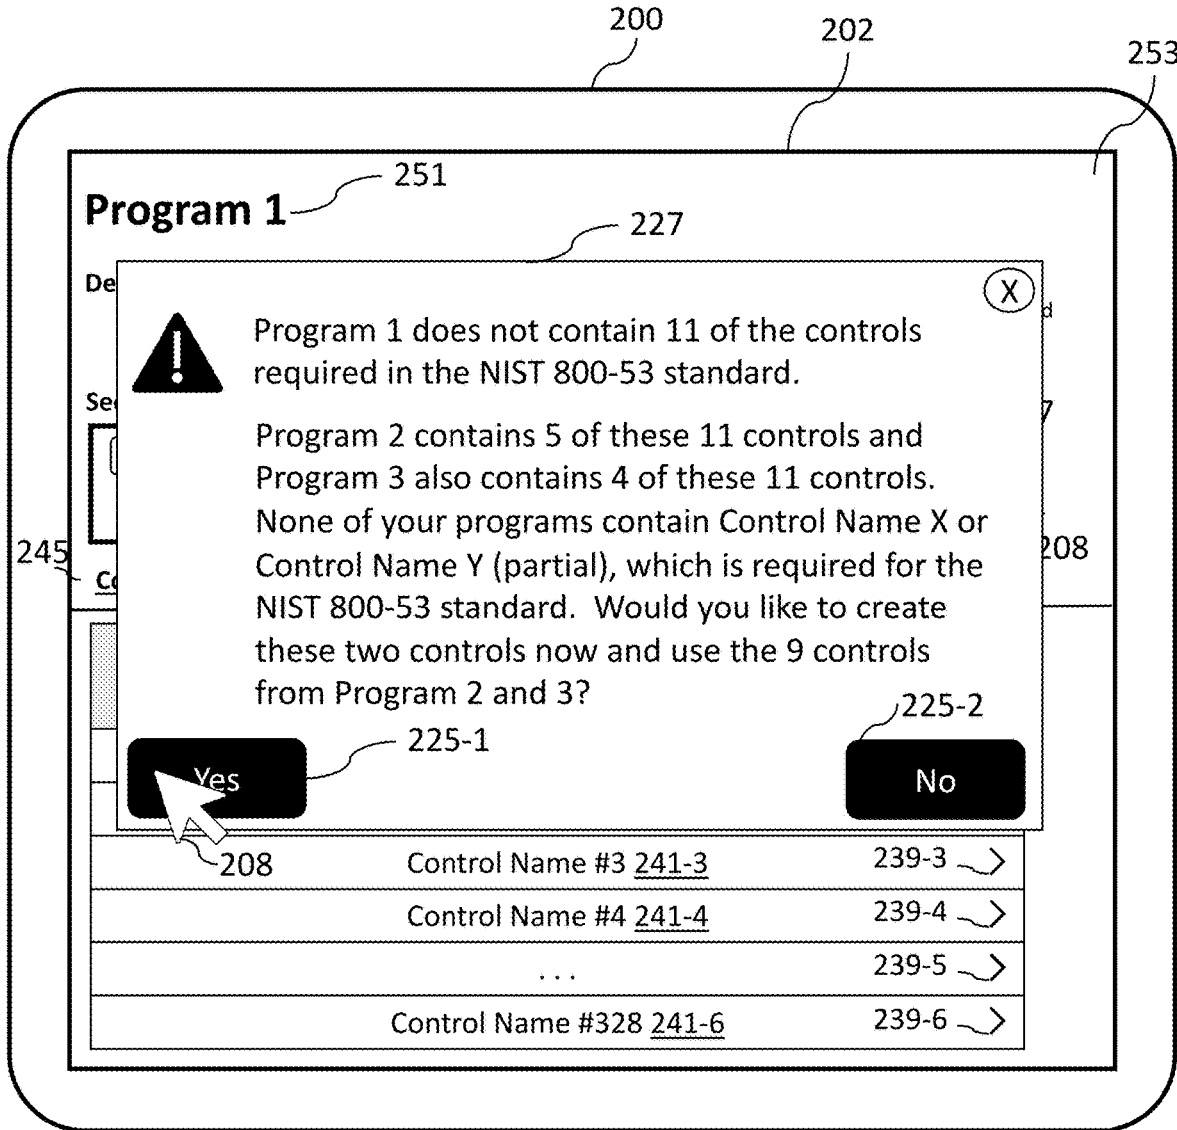 200
202
253
251
Program 1
227
De
X
d
Program 1 does not contain 11 of the controls
required in the NIST 800-53 standard.
Se
7
Program 2 contains 5 of these 11 controls and
Program 3 also contains 4 of these 11 controls.
None of your programs contain Control Name X or
245
208
Control Name Y (partial), which is required for the
Co
NIST 800-53 standard. Would you like to create
these two controls now and use the 9 controls
from Program 2 and 3?
225-1
225-2
Yes
No
208
Control Name #3 241-3 239-3 >
Control Name #4 241-4 239-4 >
. . . 239-5 >
Control Name #328 241-6 239-6 >